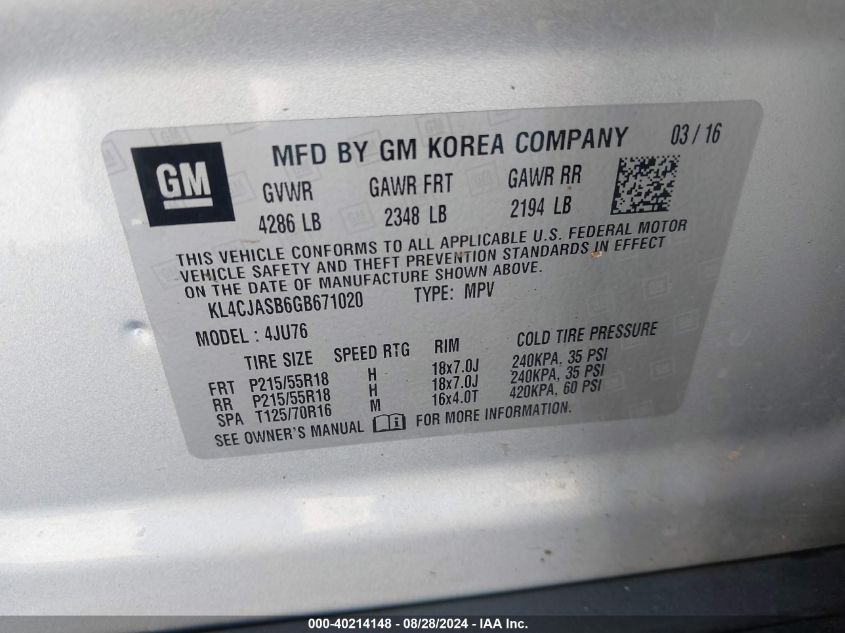 GM
MFD BY GM KOREA COMPANY 03 / 16
GVWR GAWR FRT GAWR RR
4286 LB 2348 LB 2194 LB
THIS VEHICLE CONFORMS TO ALL APPLICABLE U.S. FEDERAL MOTOR
VEHICLE SAFETY AND THEFT PREVENTION STANDARDS IN EFFECT
ON THE DATE OF MANUFACTURE SHOWN ABOVE.
KL4CJASB6GB671020 TYPE: MPV
MODEL : 4JU76
TIRE SIZE SPEED RTG RIM COLD TIRE PRESSURE
FRT P215/55R18 H 18x7.0J 240KPA, 35 PSI
RR P215/55R18 H 18x7.0J 240KPA, 35 PSI
SPA T125/70R16 M 16x4.0T 420KPA, 60 PSI
SEE OWNER'S MANUAL FOR MORE INFORMATION.
000-40214148 - 08/28/2024 - IAA Inc.